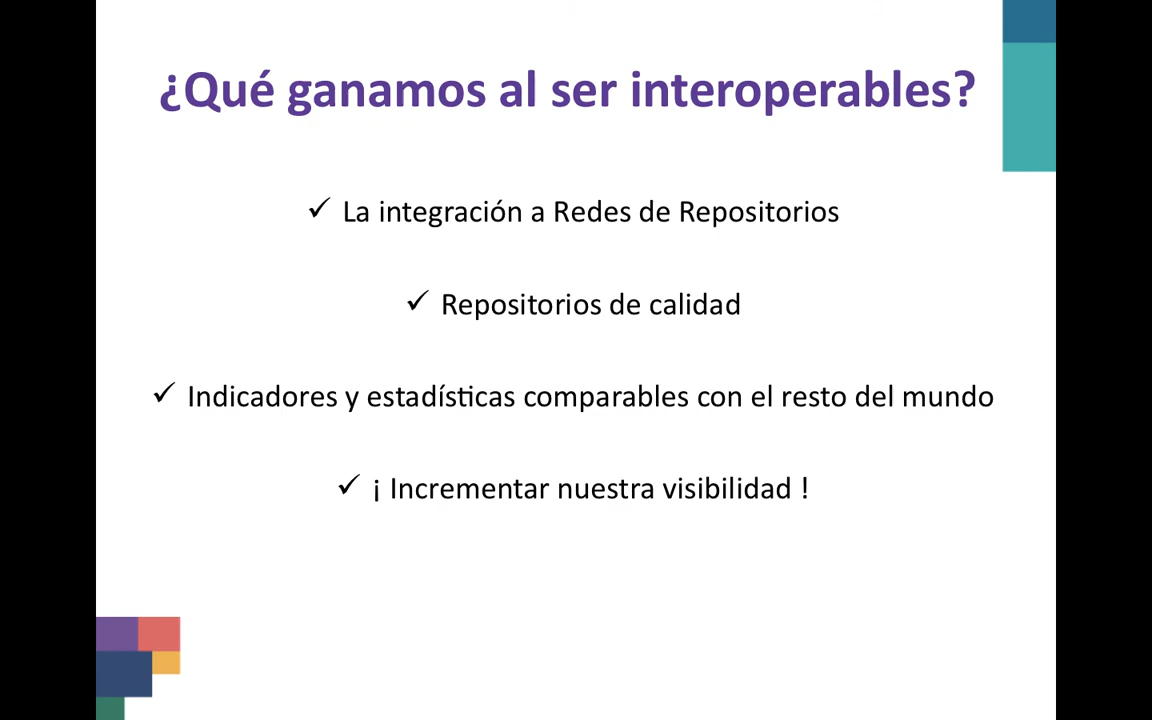 ¿Qué ganamos al ser interoperables?
✓ La integración a Redes de Repositorios
✓ Repositorios de calidad
✓ Indicadores y estadísticas comparables con el resto del mundo
✓ ¡ Incrementar nuestra visibilidad !